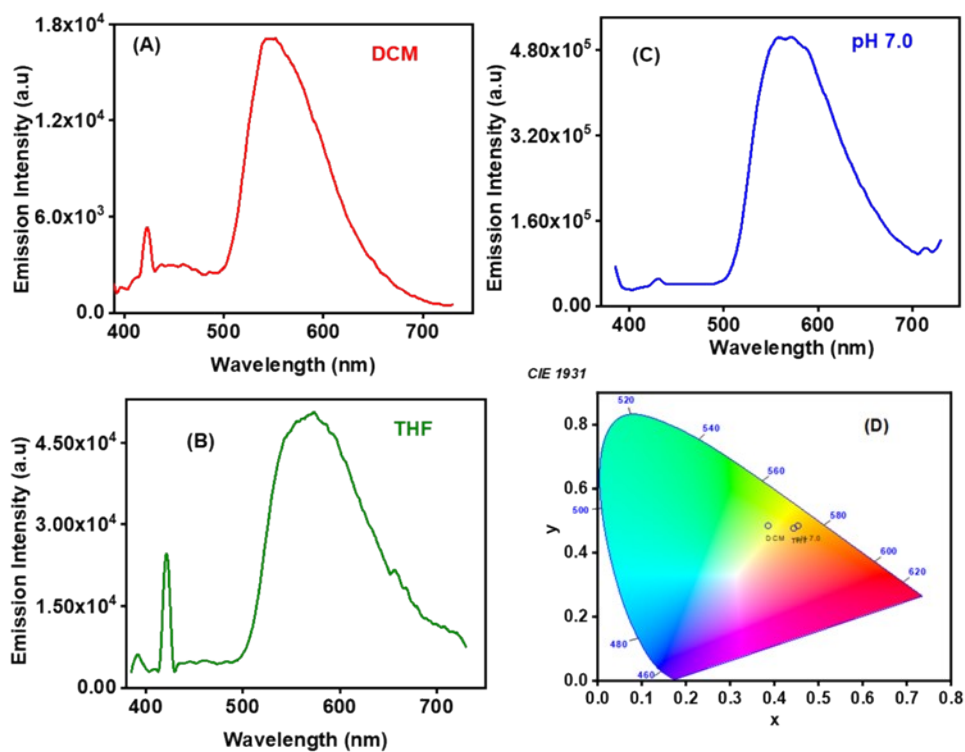 (A)
DCM
1.8x10⁴
1.2x10⁴
6.0x10³
0.0
Emission Intensity (a.u)
400 500 600 700
Wavelength (nm)
(C)
pH 7.0
4.80x10⁵
3.20x10⁵
1.60x10⁵
0.00
Emission Intensity (a.u)
400 500 600 700
Wavelength (nm)
(B)
THF
4.50x10⁴
3.00x10⁴
1.50x10⁴
0.00
Emission Intensity (a.u)
400 500 600 700
Wavelength (nm)
CIE 1931
(D)
0.8
0.6
0.4
0.2
0.0
y
520
540
560
500
580
600
620
480
460
DCM
THF
7.0
0.0 0.1 0.2 0.3 0.4 0.5 0.6 0.7 0.8
x